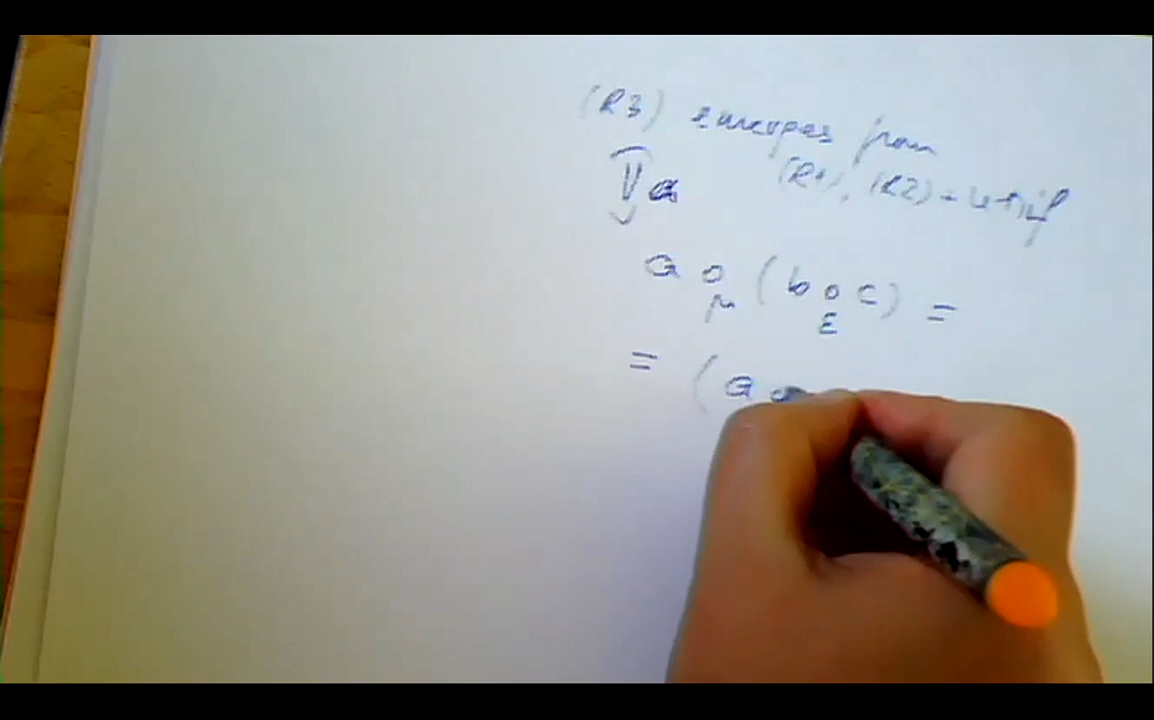 (R3) emerges from
(R1), (R2) +
a ∘μ (b ∘ε c) =
= (a ∘